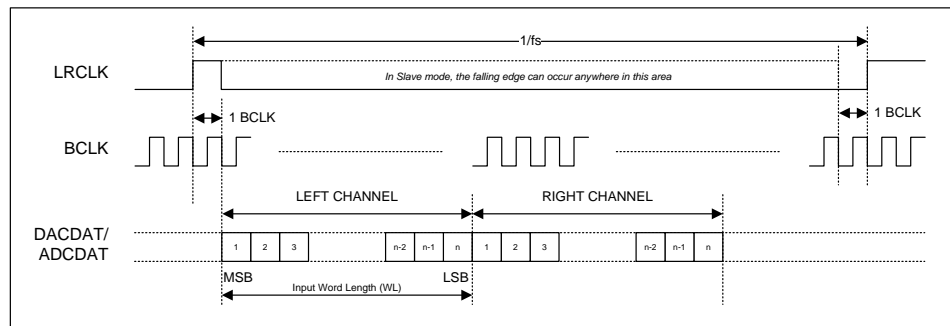 1/fs
LRCLK
In Slave mode, the falling edge can occur anywhere in this area
1 BCLK
1 BCLK
BCLK
LEFT CHANNEL
RIGHT CHANNEL
DACDAT/
ADCDAT
1 2 3 n-2 n-1 n 1 2 3 n-2 n-1 n
MSB
LSB
Input Word Length (WL)